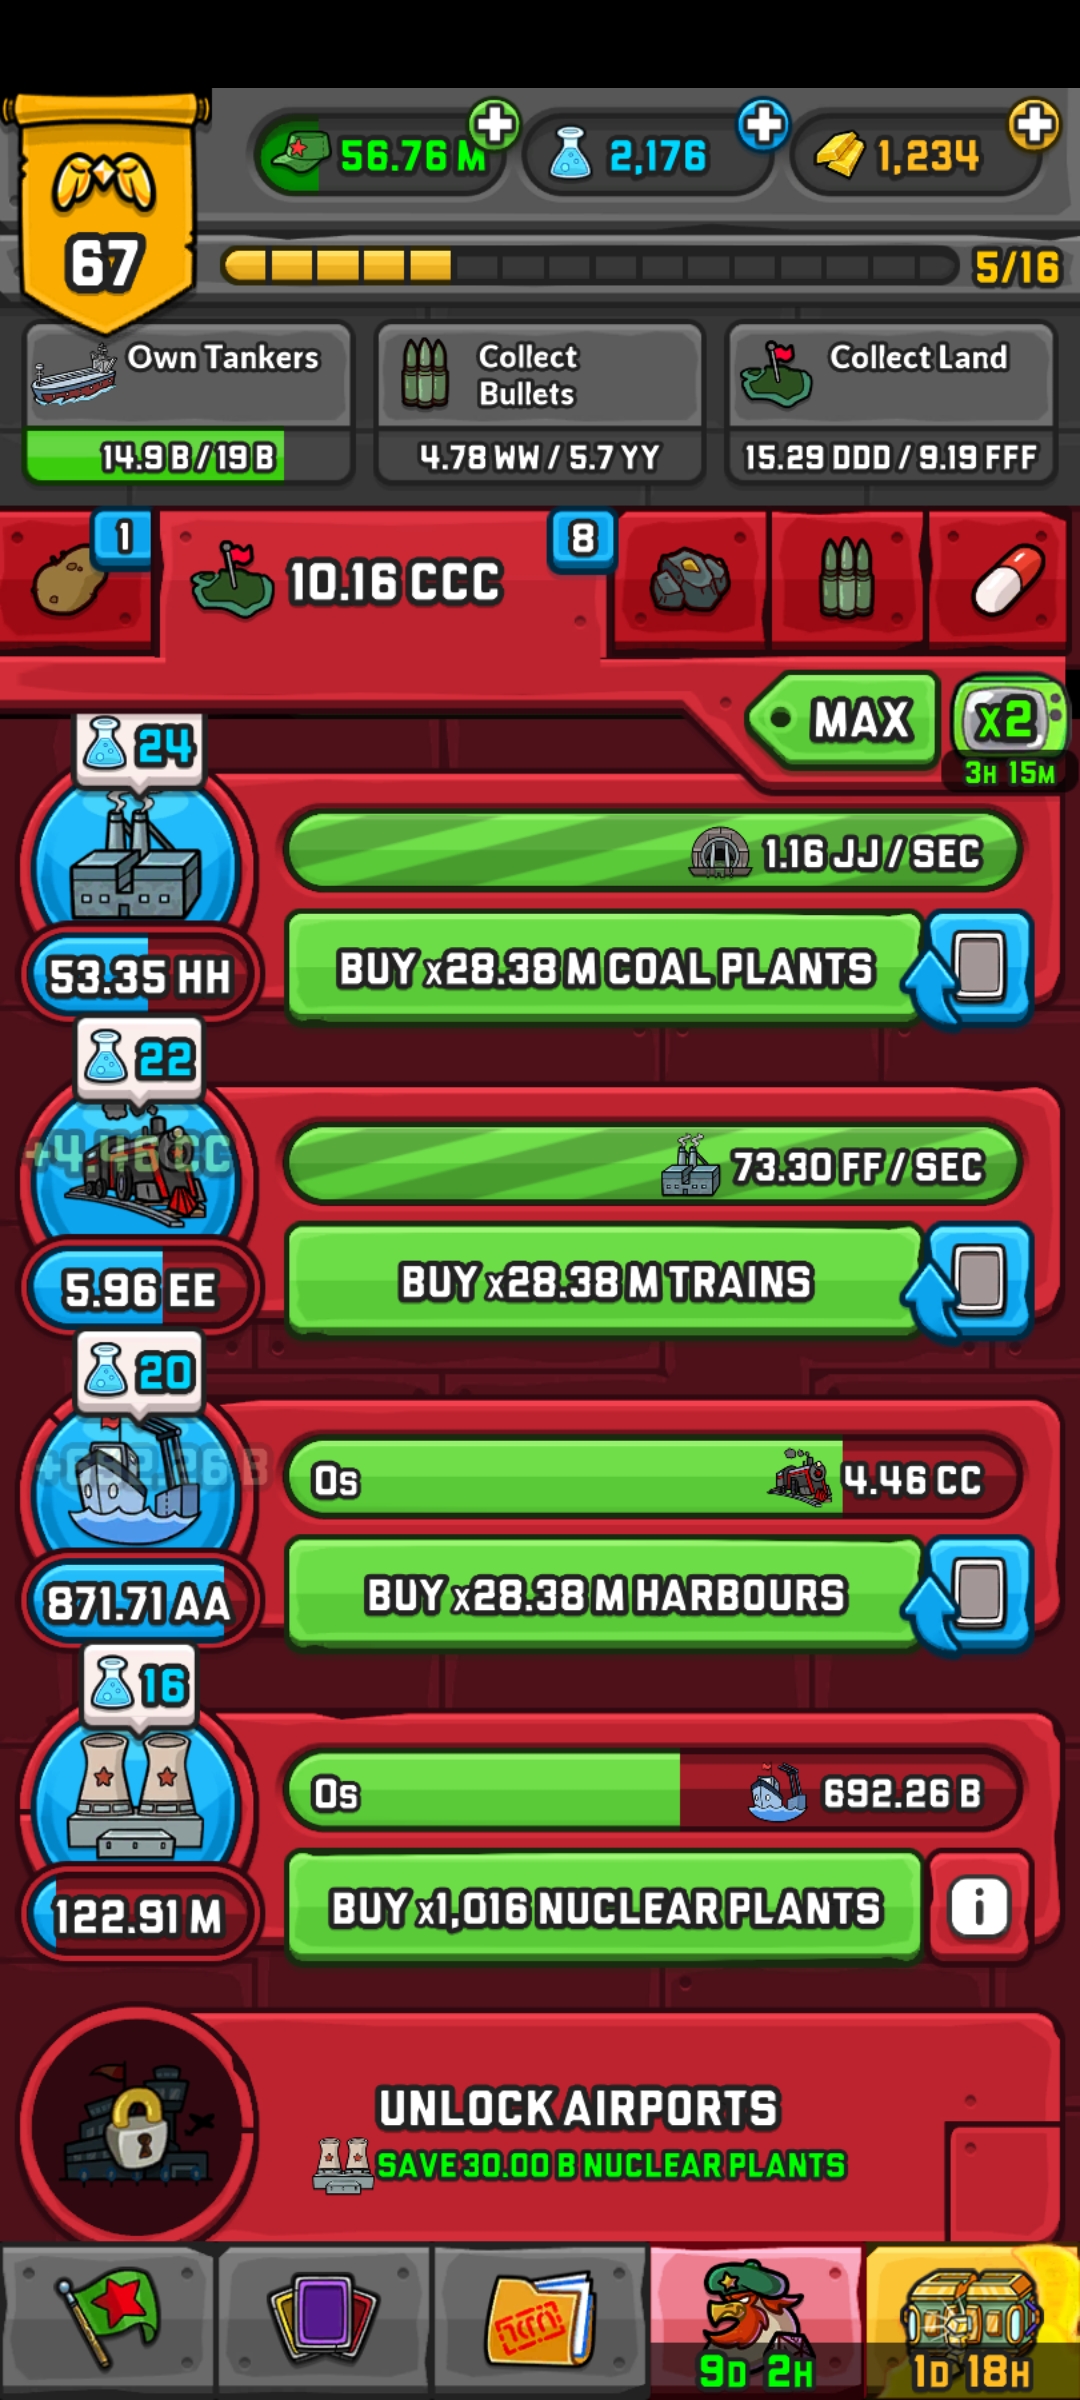 56.76 M
2,176
1,234
67
5/16
Own Tankers
14.9 B / 19 B
Collect
Bullets
4.78 WW / 5.7 YY
Collect Land
15.29 DDD / 9.19 FFF
1
10.16 CCC
8
MAX
x2
3H 15M
24
1.16 JJ / SEC
53.35 HH
BUY x28.38 M COAL PLANTS
22
+4.46 CC
73.30 FF / SEC
5.96 EE
BUY x28.38 M TRAINS
20
+692.26 B
0s
4.46 CC
871.71 AA
BUY x28.38 M HARBOURS
16
0s
692.26 B
122.91 M
BUY x1,016 NUCLEAR PLANTS
i
UNLOCK AIRPORTS
SAVE 30.00 B NUCLEAR PLANTS
9D 2H
1D 18H